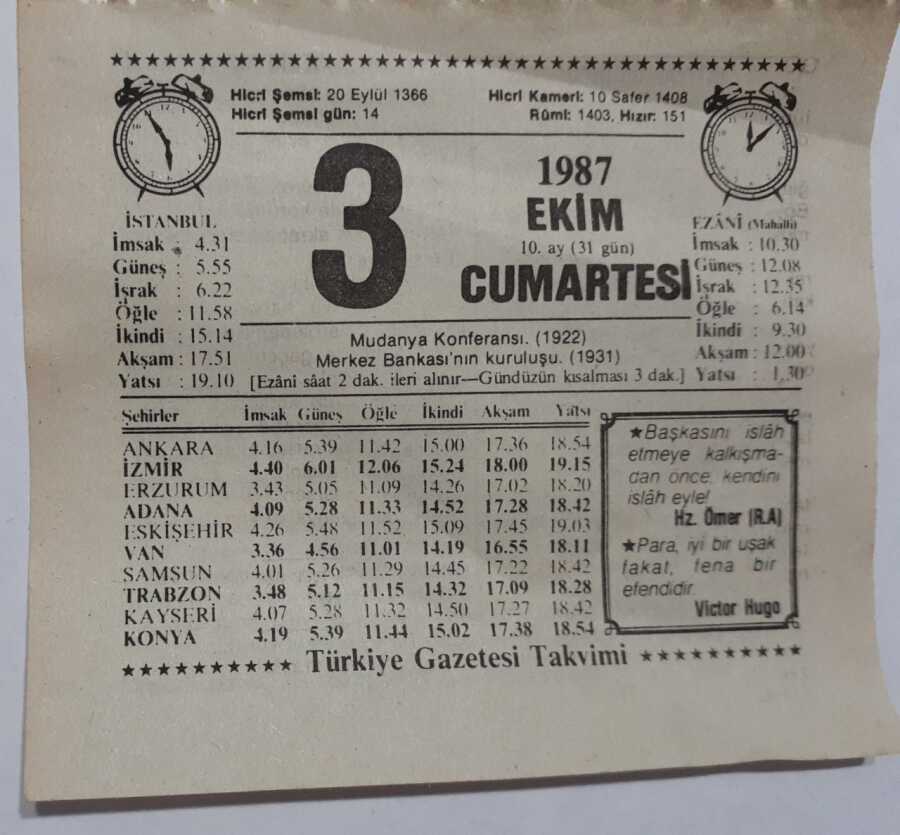 Hicrî Şemsî: 20 Eylül 1366
Hicrî Şemsî gün: 14
Hicrî Kamerî: 10 Safer 1408
Rûmî: 1403, Hızır: 151
3
1987
EKİM
10. ay (31 gün)
CUMARTESİ
İSTANBUL
İmsak : 4.31
Güneş : 5.55
İşrak : 6.22
Öğle : 11.58
İkindi : 15.14
Akşam : 17.51
Yatsı : 19.10
EZÂNÎ (Mahallî)
İmsak : 10.30
Güneş : 12.08
İşrak : 12.35
Öğle : 6.14
İkindi : 9.30
Akşam : 12.00
Yatsı : 1.30
Mudanya Konferansı. (1922)
Merkez Bankası'nın kuruluşu. (1931)
[Ezânî sâat 2 dak. ileri alınır—Gündüzün kısalması 3 dak.]
Şehirler İmsak Güneş Öğle İkindi Akşam Yatsı
ANKARA 4.16 5.39 11.42 15.00 17.36 18.54
İZMİR 4.40 6.01 12.06 15.24 18.00 19.15
ERZURUM 3.43 5.05 11.09 14.26 17.02 18.20
ADANA 4.09 5.28 11.33 14.52 17.28 18.42
ESKİŞEHİR 4.26 5.48 11.52 15.09 17.45 19.03
VAN 3.36 4.56 11.01 14.19 16.55 18.11
SAMSUN 4.01 5.26 11.29 14.45 17.22 18.42
TRABZON 3.48 5.12 11.15 14.32 17.09 18.28
KAYSERİ 4.07 5.28 11.32 14.50 17.27 18.42
KONYA 4.19 5.39 11.44 15.02 17.38 18.54
★Başkasını islâh
etmeye kalkışma-
dan önce, kendini
islâh eyle!
Hz. Ömer (R.A)
★Para, iyi bir uşak
fakat, fena bir
efendidir.
Victor Hugo
Türkiye Gazetesi Takvimi